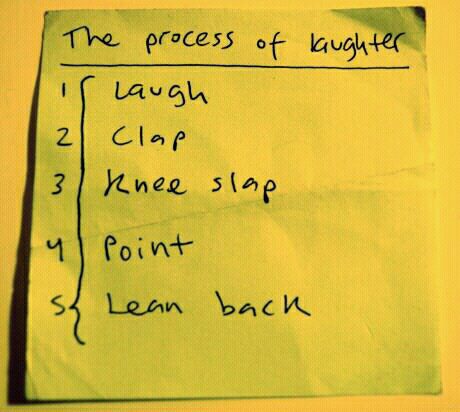 The process of laughter
1 Laugh
2 Clap
3 Knee slap
4 Point
5 Lean back